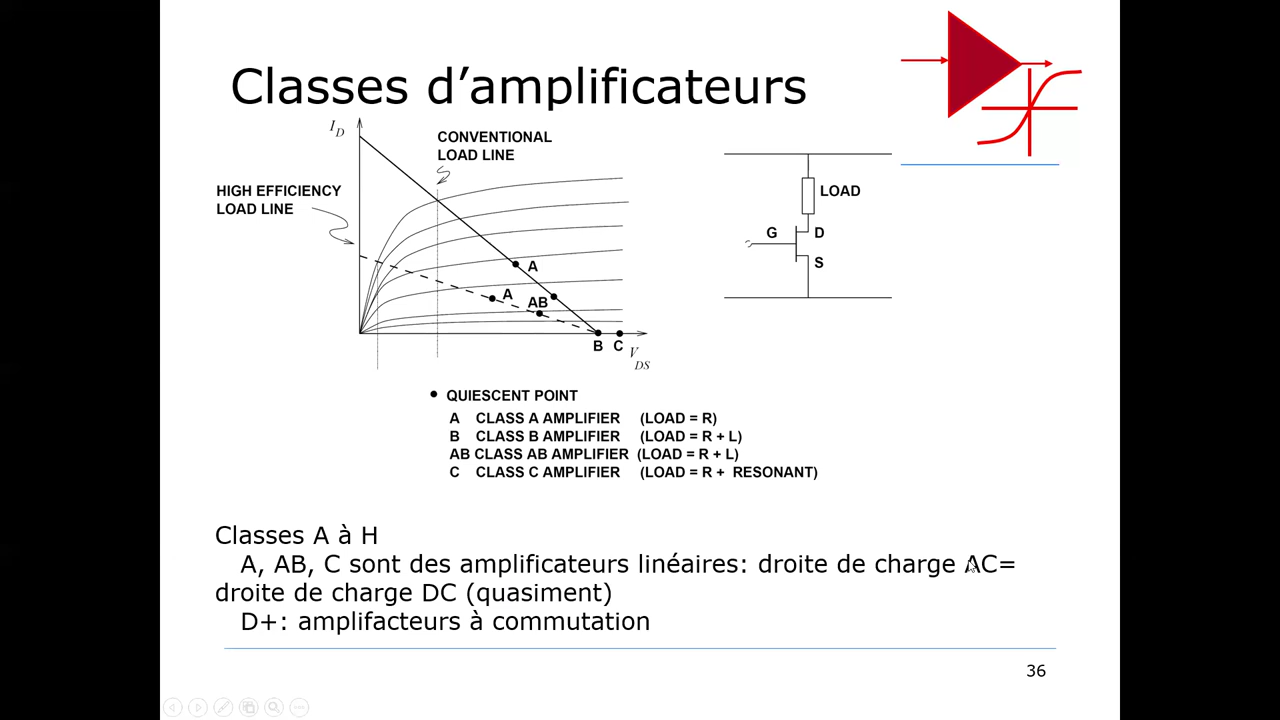 Classes d’amplificateurs
I_D
CONVENTIONAL
LOAD LINE
HIGH EFFICIENCY
LOAD LINE
A
A
AB
B C
V_DS
LOAD
G
D
S
• QUIESCENT POINT
A CLASS A AMPLIFIER (LOAD = R)
B CLASS B AMPLIFIER (LOAD = R + L)
AB CLASS AB AMPLIFIER (LOAD = R + L)
C CLASS C AMPLIFIER (LOAD = R + RESONANT)
Classes A à H
A, AB, C sont des amplificateurs linéaires: droite de charge AC=
droite de charge DC (quasiment)
D+: amplifacteurs à commutation
36